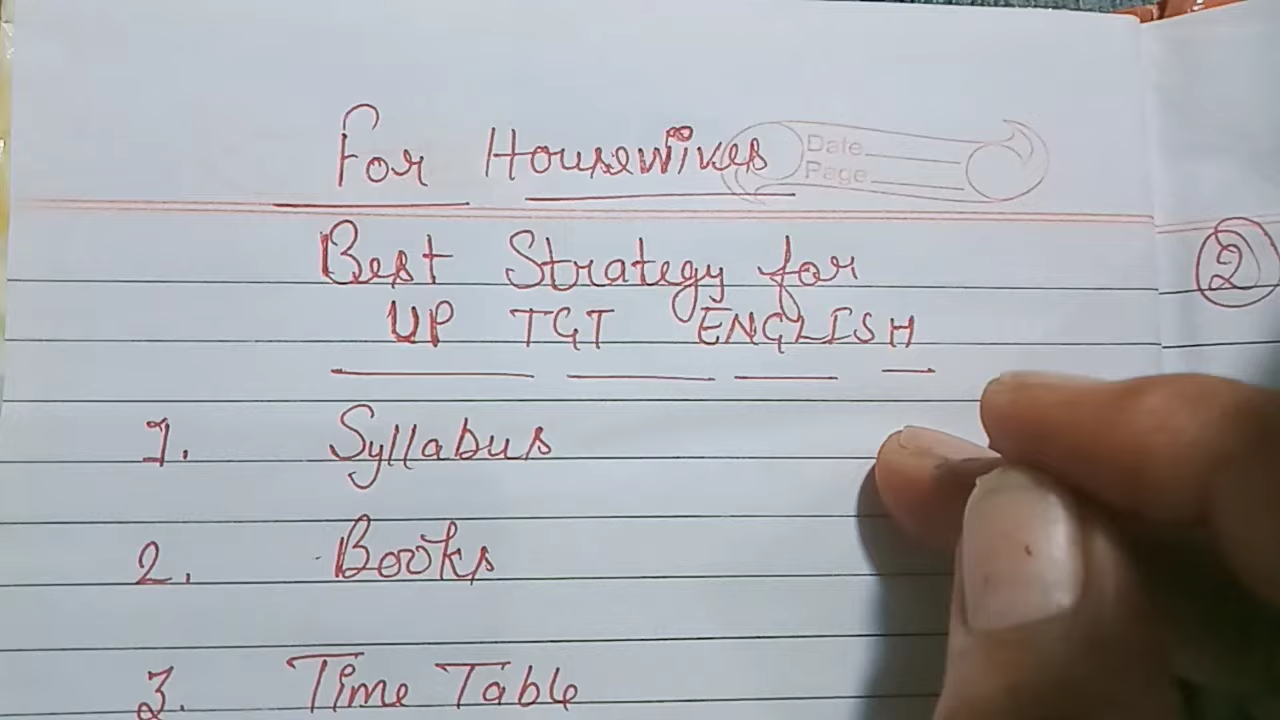 For Housewives
Date
Page
Best Strategy for
2
UP TGT ENGLISH
1. Syllabus
2. Books
3. Time Table